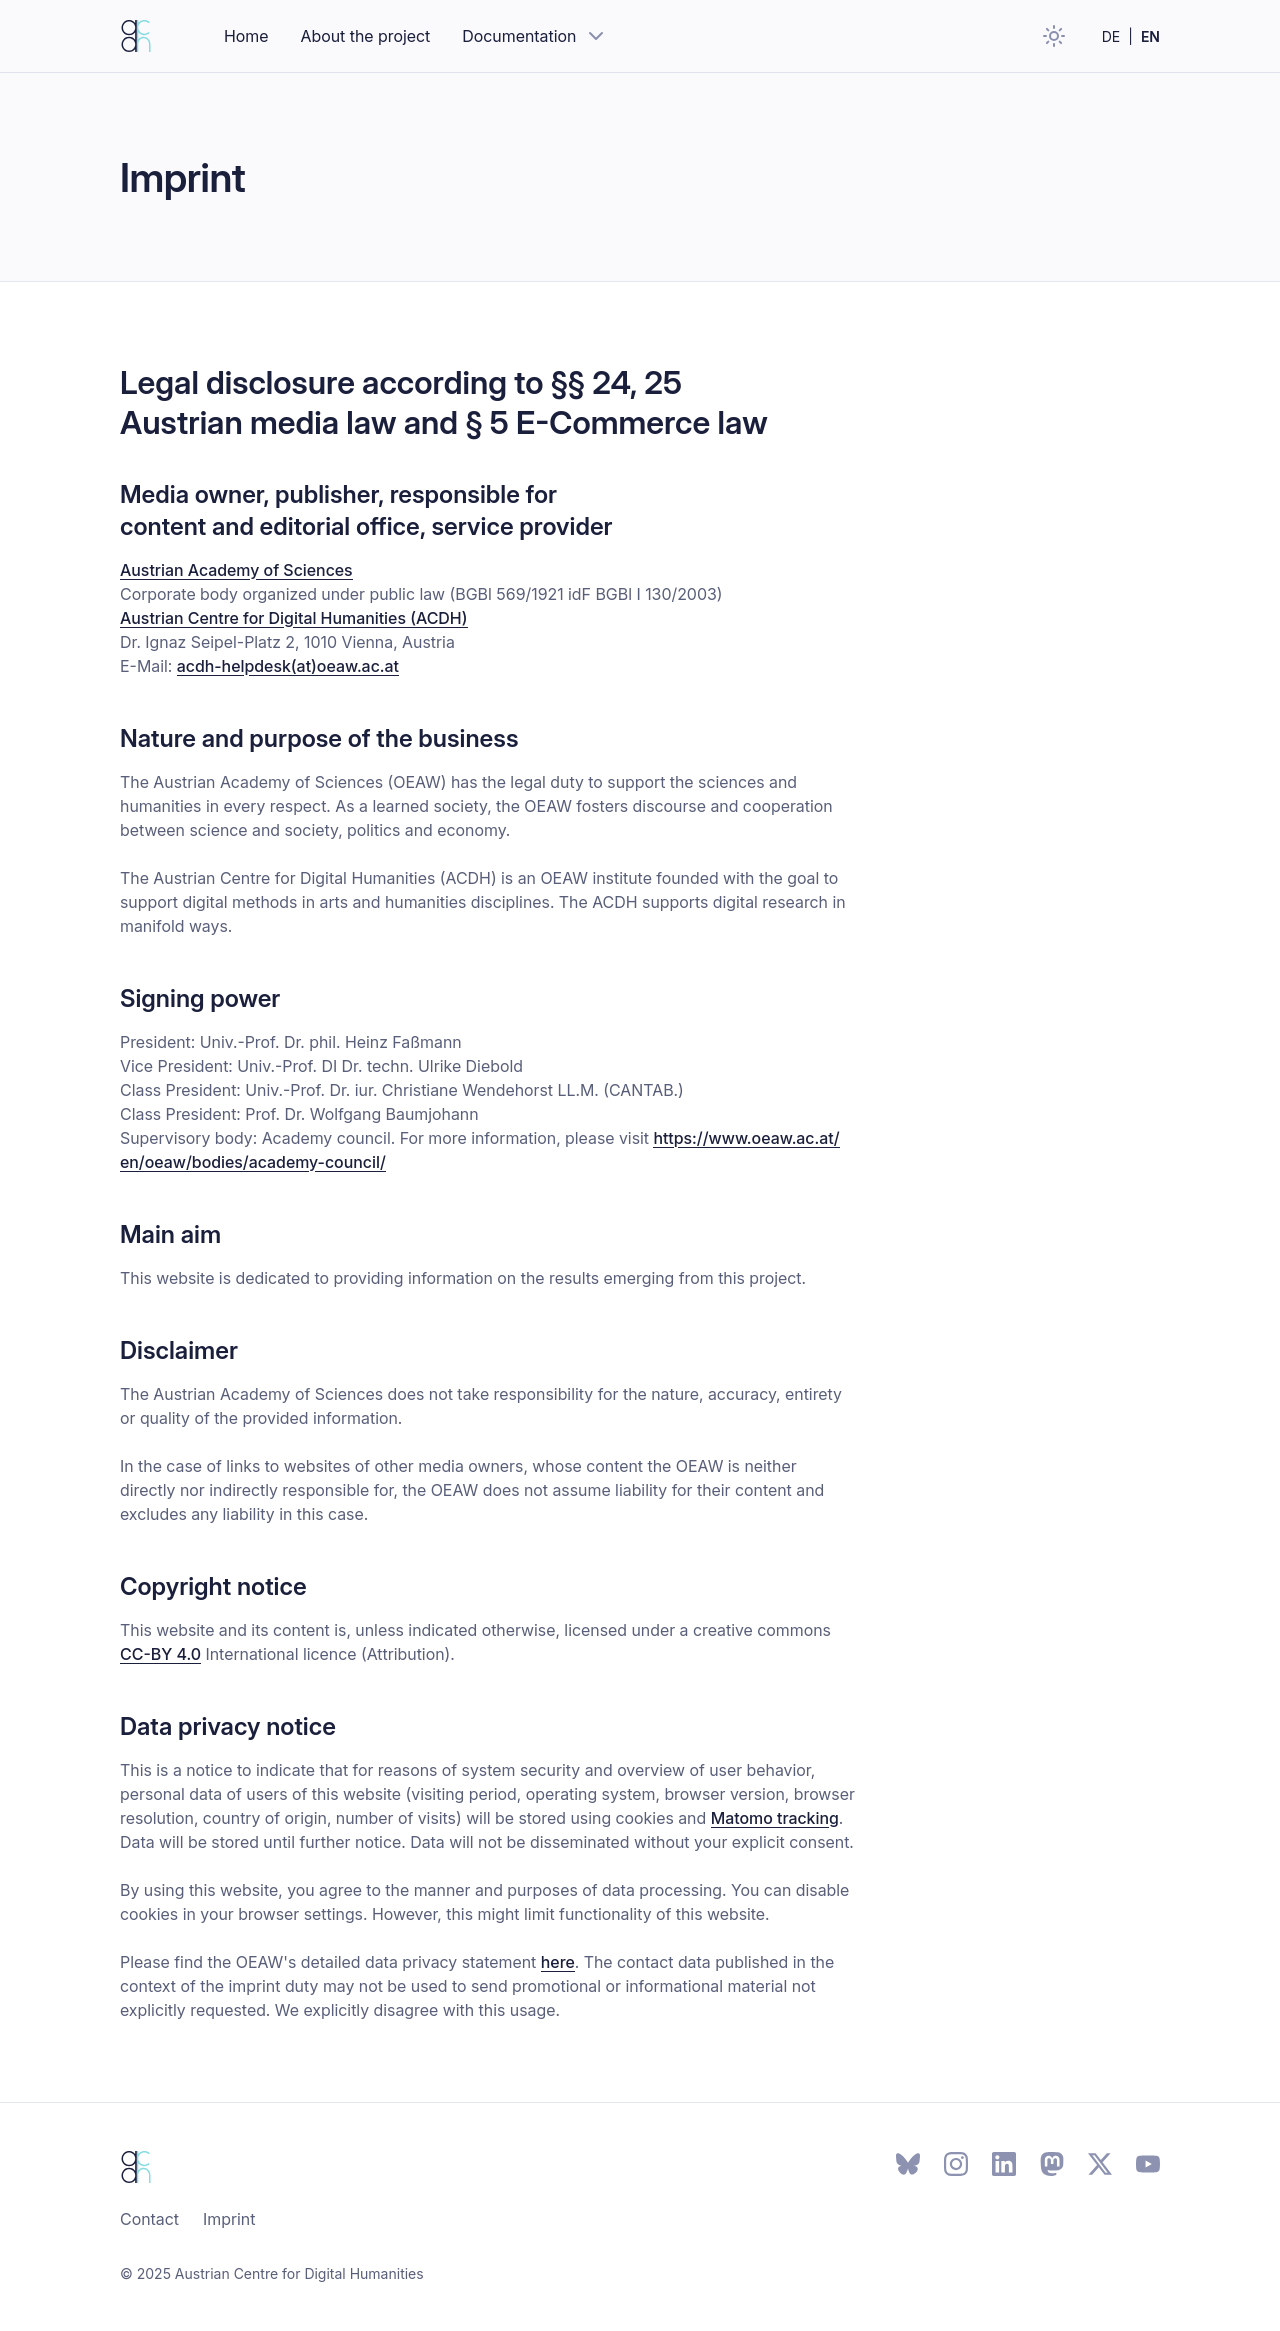 Home
About the project
Documentation
DE | EN
Imprint
Legal disclosure according to §§ 24, 25
Austrian media law and § 5 E-Commerce law
Media owner, publisher, responsible for
content and editorial office, service provider
Austrian Academy of Sciences
Corporate body organized under public law (BGBl 569/1921 idF BGBl I 130/2003)
Austrian Centre for Digital Humanities (ACDH)
Dr. Ignaz Seipel-Platz 2, 1010 Vienna, Austria
E-Mail: acdh-helpdesk(at)oeaw.ac.at
Nature and purpose of the business
The Austrian Academy of Sciences (OEAW) has the legal duty to support the sciences and
humanities in every respect. As a learned society, the OEAW fosters discourse and cooperation
between science and society, politics and economy.
The Austrian Centre for Digital Humanities (ACDH) is an OEAW institute founded with the goal to
support digital methods in arts and humanities disciplines. The ACDH supports digital research in
manifold ways.
Signing power
President: Univ.-Prof. Dr. phil. Heinz Faßmann
Vice President: Univ.-Prof. DI Dr. techn. Ulrike Diebold
Class President: Univ.-Prof. Dr. iur. Christiane Wendehorst LL.M. (CANTAB.)
Class President: Prof. Dr. Wolfgang Baumjohann
Supervisory body: Academy council. For more information, please visit https://www.oeaw.ac.at/
en/oeaw/bodies/academy-council/
Main aim
This website is dedicated to providing information on the results emerging from this project.
Disclaimer
The Austrian Academy of Sciences does not take responsibility for the nature, accuracy, entirety
or quality of the provided information.
In the case of links to websites of other media owners, whose content the OEAW is neither
directly nor indirectly responsible for, the OEAW does not assume liability for their content and
excludes any liability in this case.
Copyright notice
This website and its content is, unless indicated otherwise, licensed under a creative commons
CC-BY 4.0 International licence (Attribution).
Data privacy notice
This is a notice to indicate that for reasons of system security and overview of user behavior,
personal data of users of this website (visiting period, operating system, browser version, browser
resolution, country of origin, number of visits) will be stored using cookies and Matomo tracking.
Data will be stored until further notice. Data will not be disseminated without your explicit consent.
By using this website, you agree to the manner and purposes of data processing. You can disable
cookies in your browser settings. However, this might limit functionality of this website.
Please find the OEAW's detailed data privacy statement here. The contact data published in the
context of the imprint duty may not be used to send promotional or informational material not
explicitly requested. We explicitly disagree with this usage.
Contact
Imprint
© 2025 Austrian Centre for Digital Humanities